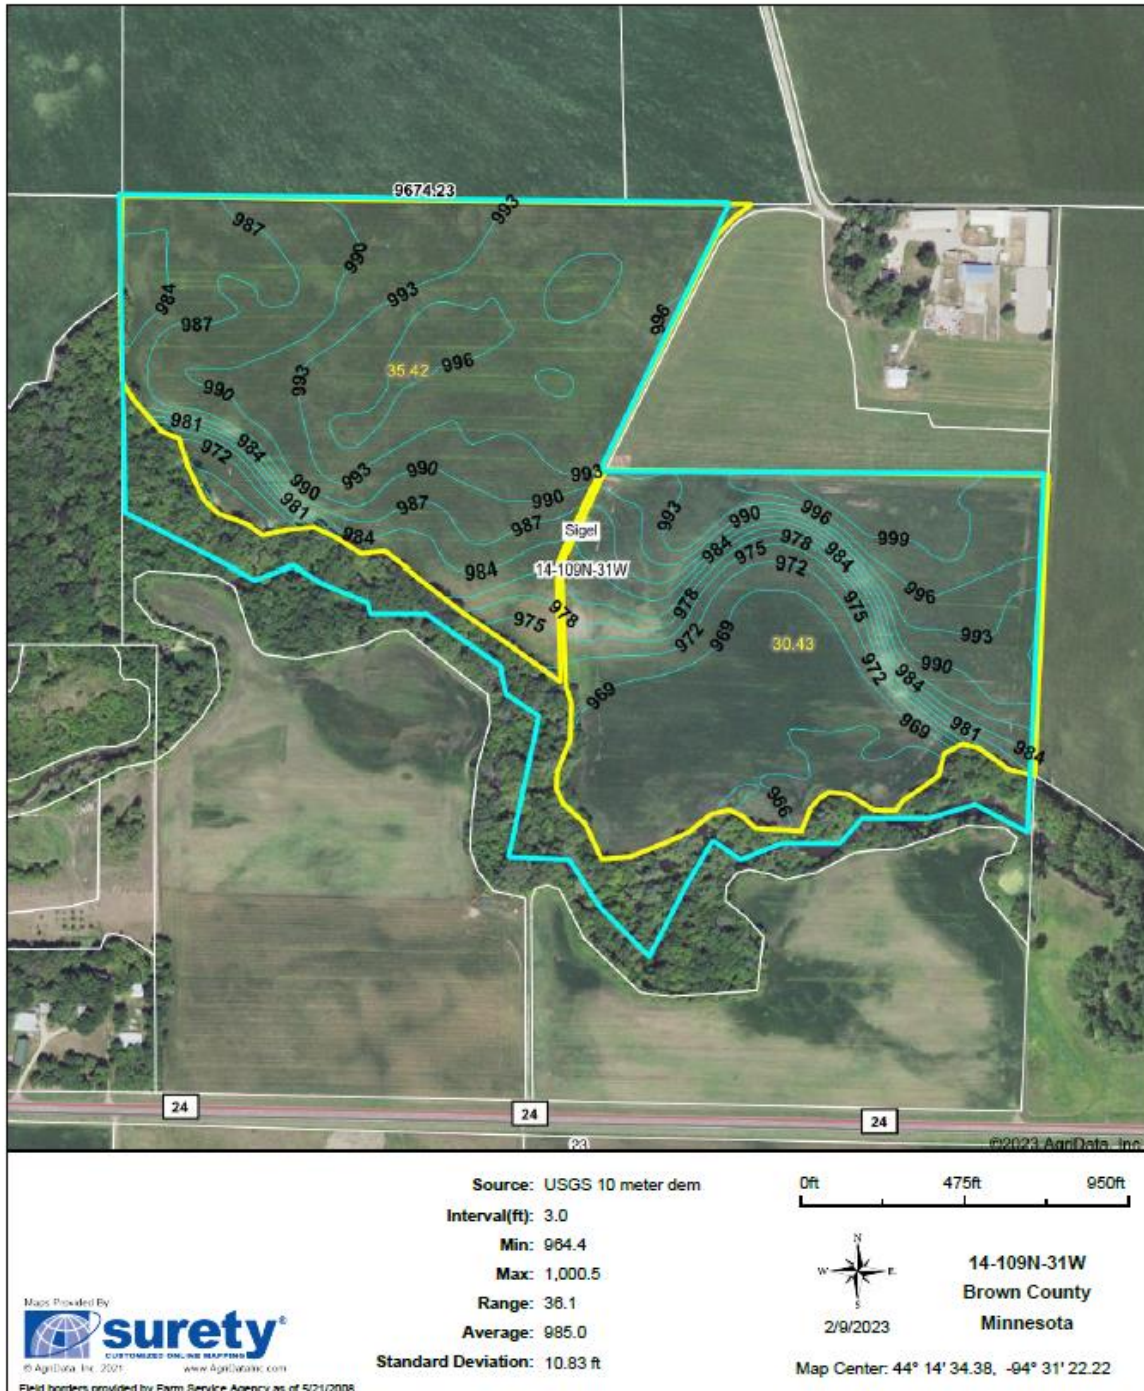 9674.23
993
987
990
984
993
996
987
35.42
996
993
990
981
984
972
993
990
993
990
990
981
987
987
984
Sigel
984
14-109N-31W
993
996
990
999
984
978
975
972
984
978
975
996
978
975
972
969
993
30.43
972
990
984
969
969
981
984
966
24
24
24
23
©2023 AgriData, Inc.
Source: USGS 10 meter dem
Interval(ft): 3.0
Min: 964.4
Max: 1,000.5
Range: 36.1
Average: 985.0
Standard Deviation: 10.83 ft
0ft 475ft 950ft
N
W E
S
2/9/2023
14-109N-31W
Brown County
Minnesota
Map Center: 44° 14' 34.38, -94° 31' 22.22
Maps Provided By
surety®
CUSTOMIZED ONLINE MAPPING
© AgriData, Inc. 2021 www.AgriDataInc.com
Field borders provided by Farm Service Agency as of 5/21/2008.